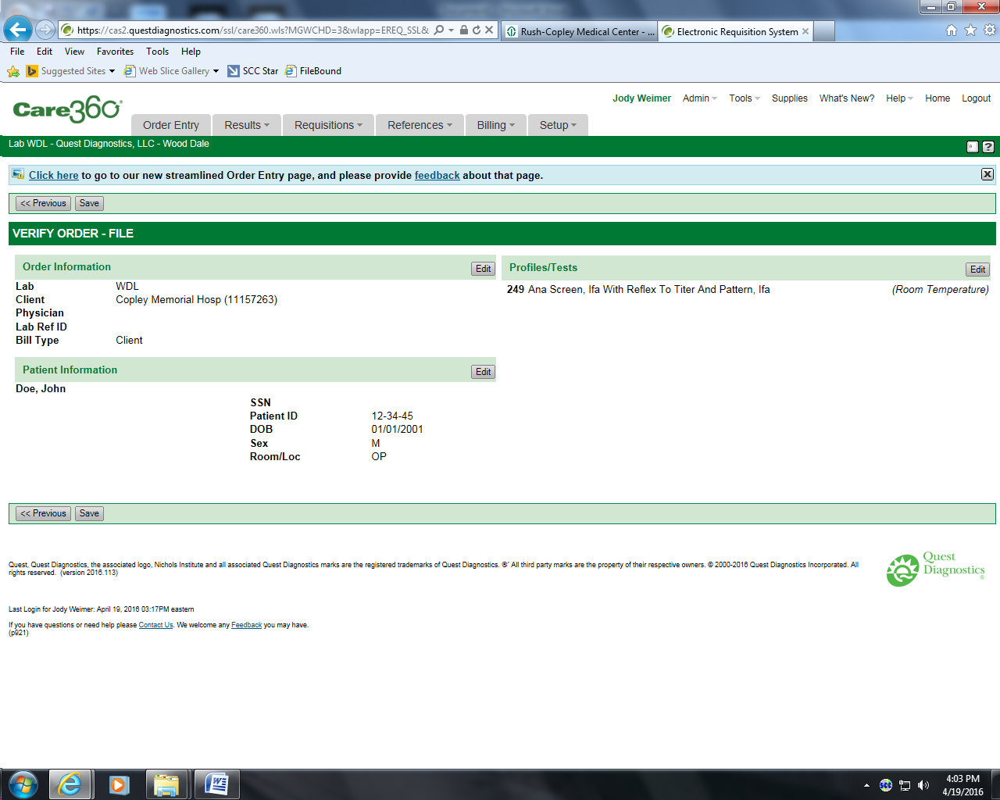 https://cas2.questdiagnostics.com/ssl/care360.wls?MGWCHD=3&wlapp=EREQ_SSL&
Rush-Copley Medical Center - ...
Electronic Requisition System
File Edit View Favorites Tools Help
Suggested Sites Web Slice Gallery SCC Star FileBound
Care360
Jody Weimer Admin Tools Supplies What's New? Help Home Logout
Order Entry Results Requisitions References Billing Setup
Lab WDL - Quest Diagnostics, LLC - Wood Dale
Click here to go to our new streamlined Order Entry page, and please provide feedback about that page.
<< Previous Save
VERIFY ORDER - FILE
Order Information Edit
Lab WDL
Client Copley Memorial Hosp (11157263)
Physician
Lab Ref ID
Bill Type Client
Profiles/Tests Edit
249 Ana Screen, Ifa With Reflex To Titer And Pattern, Ifa (Room Temperature)
Patient Information Edit
Doe, John
SSN
Patient ID 12-34-45
DOB 01/01/2001
Sex M
Room/Loc OP
<< Previous Save
Quest, Quest Diagnostics, the associated logo, Nichols Institute and all associated Quest Diagnostics marks are the registered trademarks of Quest Diagnostics. ®´ All third party marks are the property of their respective owners. © 2000-2016 Quest Diagnostics Incorporated. All
rights reserved. (version 2016.113)
Quest
Diagnostics®
Last Login for Jody Weimer: April 19, 2016 03:17PM eastern
If you have questions or need help please Contact Us. We welcome any Feedback you may have.
(p921)
SCC
4:03 PM
4/19/2016